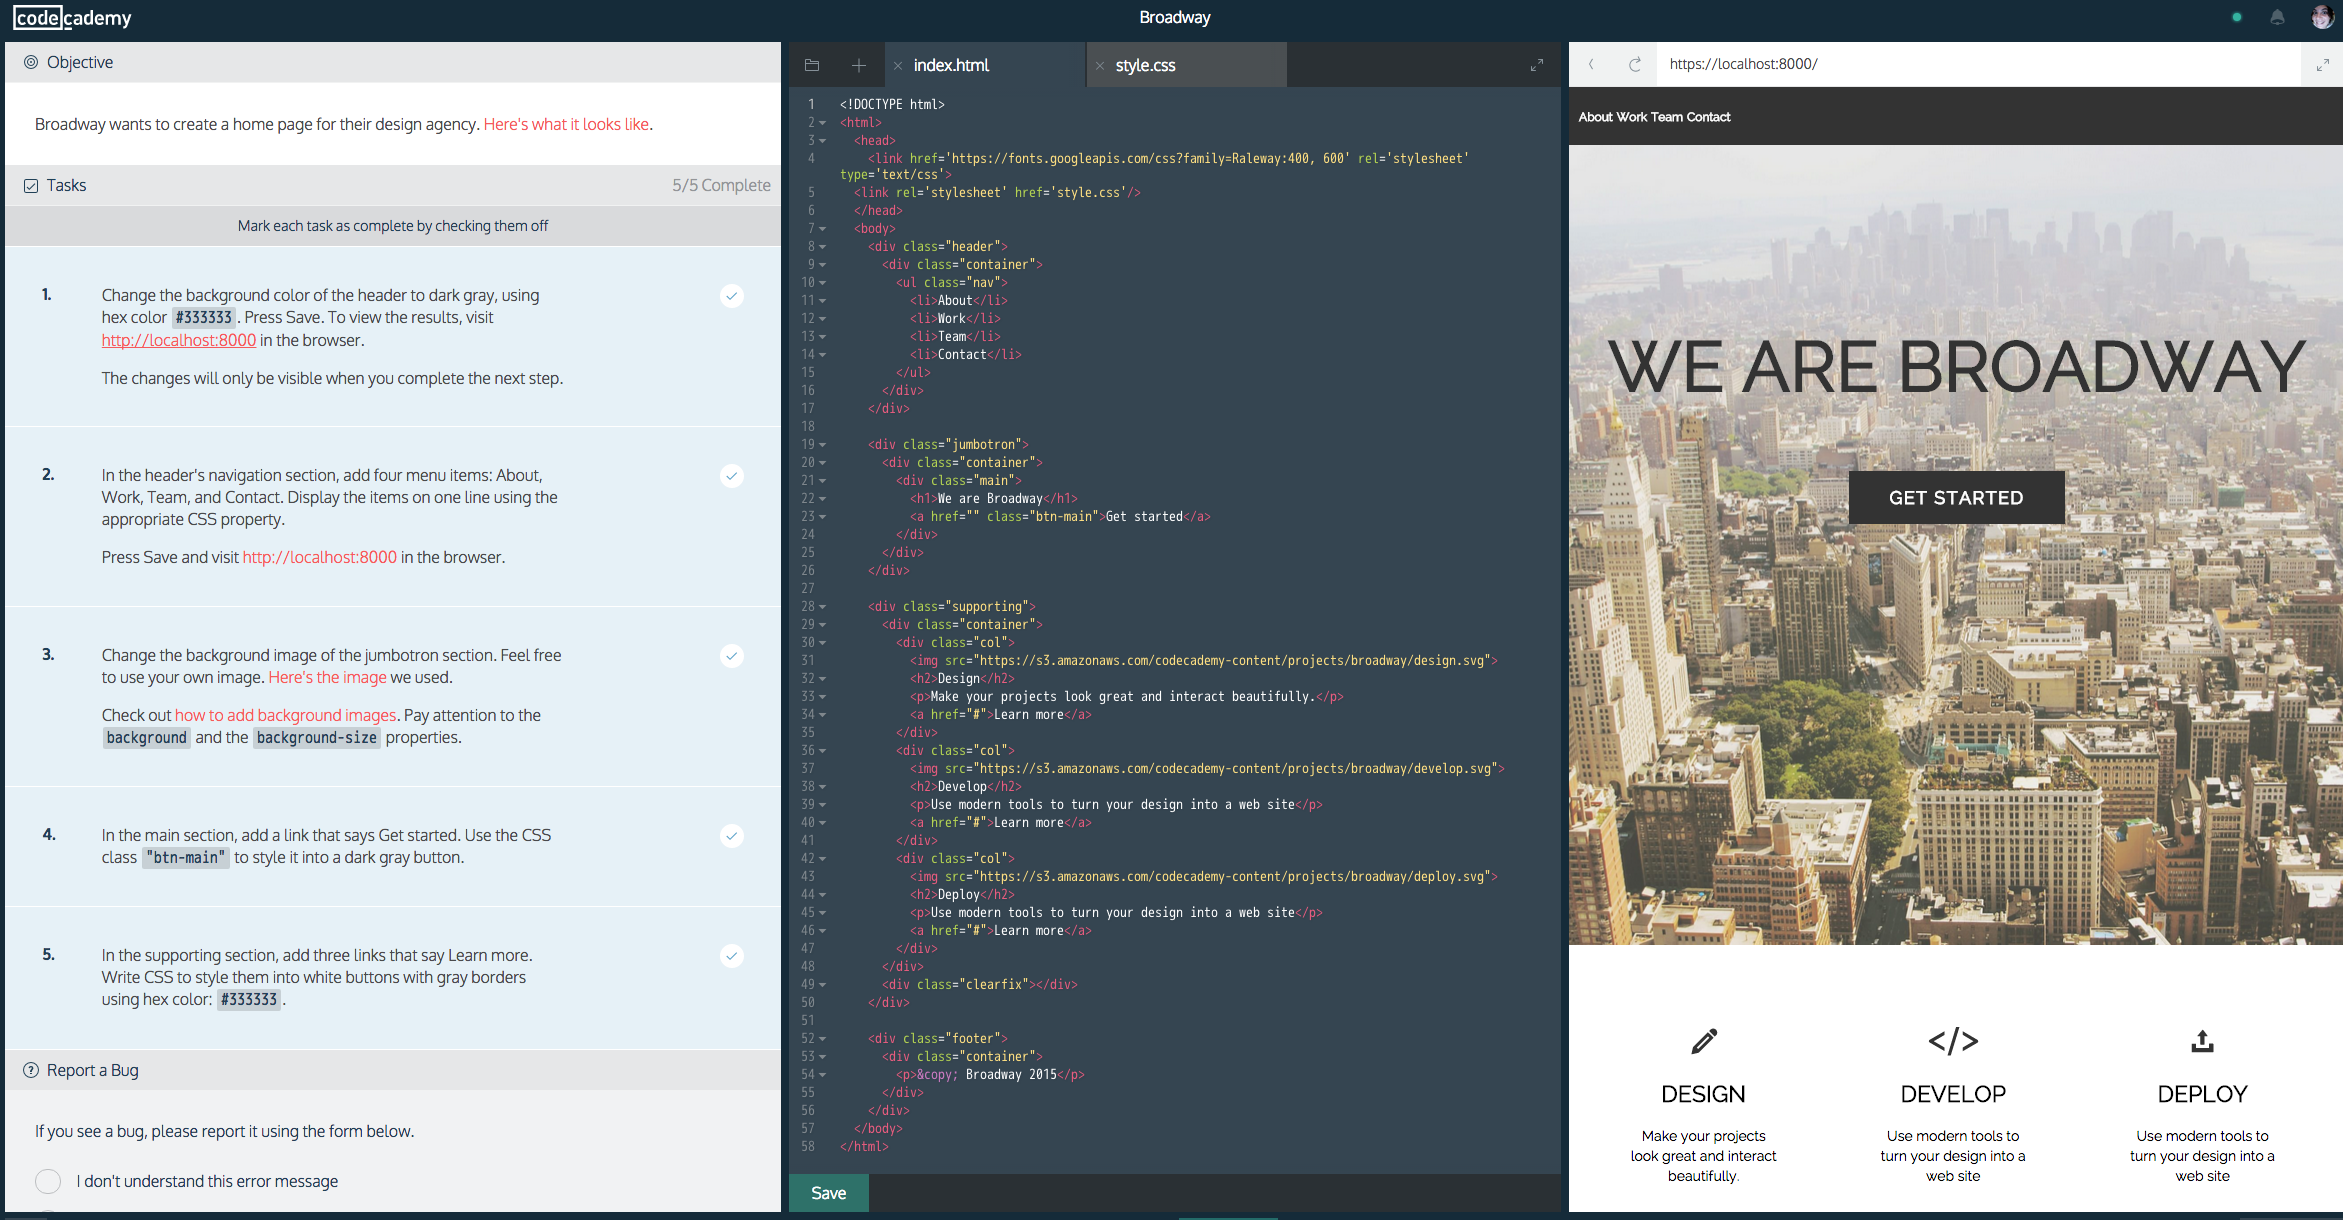 codecademy
Broadway
Objective
Broadway wants to create a home page for their design agency. Here's what it looks like.
Tasks
5/5 Complete
Mark each task as complete by checking them off
1.
Change the background color of the header to dark gray, using
hex color #333333. Press Save. To view the results, visit
http://localhost:8000 in the browser.
The changes will only be visible when you complete the next step.
2.
In the header's navigation section, add four menu items: About,
Work, Team, and Contact. Display the items on one line using the
appropriate CSS property.
Press Save and visit http://localhost:8000 in the browser.
3.
Change the background image of the jumbotron section. Feel free
to use your own image. Here's the image we used.
Check out how to add background images. Pay attention to the
background and the background-size properties.
4.
In the main section, add a link that says Get started. Use the CSS
class "btn-main" to style it into a dark gray button.
5.
In the supporting section, add three links that say Learn more.
Write CSS to style them into white buttons with gray borders
using hex color: #333333.
Report a Bug
If you see a bug, please report it using the form below.
I don't understand this error message
index.html
style.css
1 <!DOCTYPE html>
2 <html>
3 <head>
4 <link href='https://fonts.googleapis.com/css?family=Raleway:400, 600' rel='stylesheet'
type='text/css'>
5 <link rel='stylesheet' href='style.css'/>
6 </head>
7 <body>
8 <div class="header">
9 <div class="container">
10 <ul class="nav">
11 <li>About</li>
12 <li>Work</li>
13 <li>Team</li>
14 <li>Contact</li>
15 </ul>
16 </div>
17 </div>
18
19 <div class="jumbotron">
20 <div class="container">
21 <div class="main">
22 <h1>We are Broadway</h1>
23 <a href="" class="btn-main">Get started</a>
24 </div>
25 </div>
26 </div>
27
28 <div class="supporting">
29 <div class="container">
30 <div class="col">
31 <img src="https://s3.amazonaws.com/codecademy-content/projects/broadway/design.svg">
32 <h2>Design</h2>
33 <p>Make your projects look great and interact beautifully.</p>
34 <a href="#">Learn more</a>
35 </div>
36 <div class="col">
37 <img src="https://s3.amazonaws.com/codecademy-content/projects/broadway/develop.svg">
38 <h2>Develop</h2>
39 <p>Use modern tools to turn your design into a web site</p>
40 <a href="#">Learn more</a>
41 </div>
42 <div class="col">
43 <img src="https://s3.amazonaws.com/codecademy-content/projects/broadway/deploy.svg">
44 <h2>Deploy</h2>
45 <p>Use modern tools to turn your design into a web site</p>
46 <a href="#">Learn more</a>
47 </div>
48 </div>
49 <div class="clearfix"></div>
50 </div>
51
52 <div class="footer">
53 <div class="container">
54 <p>&copy; Broadway 2015</p>
55 </div>
56 </div>
57 </body>
58 </html>
Save
https://localhost:8000/
About Work Team Contact
WE ARE BROADWAY
GET STARTED
</>
DESIGN
Make your projects
look great and interact
beautifully.
DEVELOP
Use modern tools to
turn your design into a
web site
DEPLOY
Use modern tools to
turn your design into a
web site